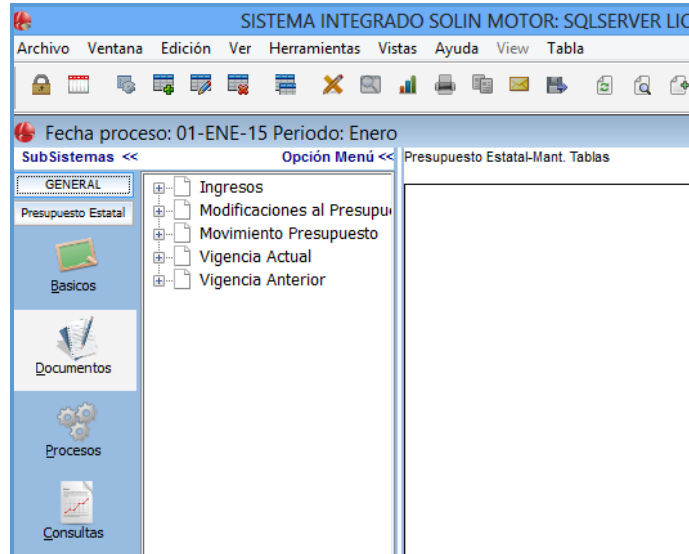 SISTEMA INTEGRADO SOLIN MOTOR: SQLSERVER LIC
Archivo Ventana Edición Ver Herramientas Vistas Ayuda View Tabla
Fecha proceso: 01-ENE-15 Periodo: Enero
SubSistemas << Opción Menú << Presupuesto Estatal-Mant. Tablas
GENERAL
Presupuesto Estatal
Basicos
Documentos
Procesos
Consultas
Ingresos
Modificaciones al Presupu
Movimiento Presupuesto
Vigencia Actual
Vigencia Anterior